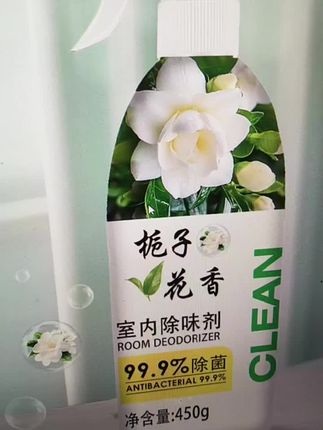 栀子
花香
室内除味剂
ROOM DEODORIZER
99.9%除菌
ANTIBACTERIAL 99.9%
净含量:450g
CLEAN